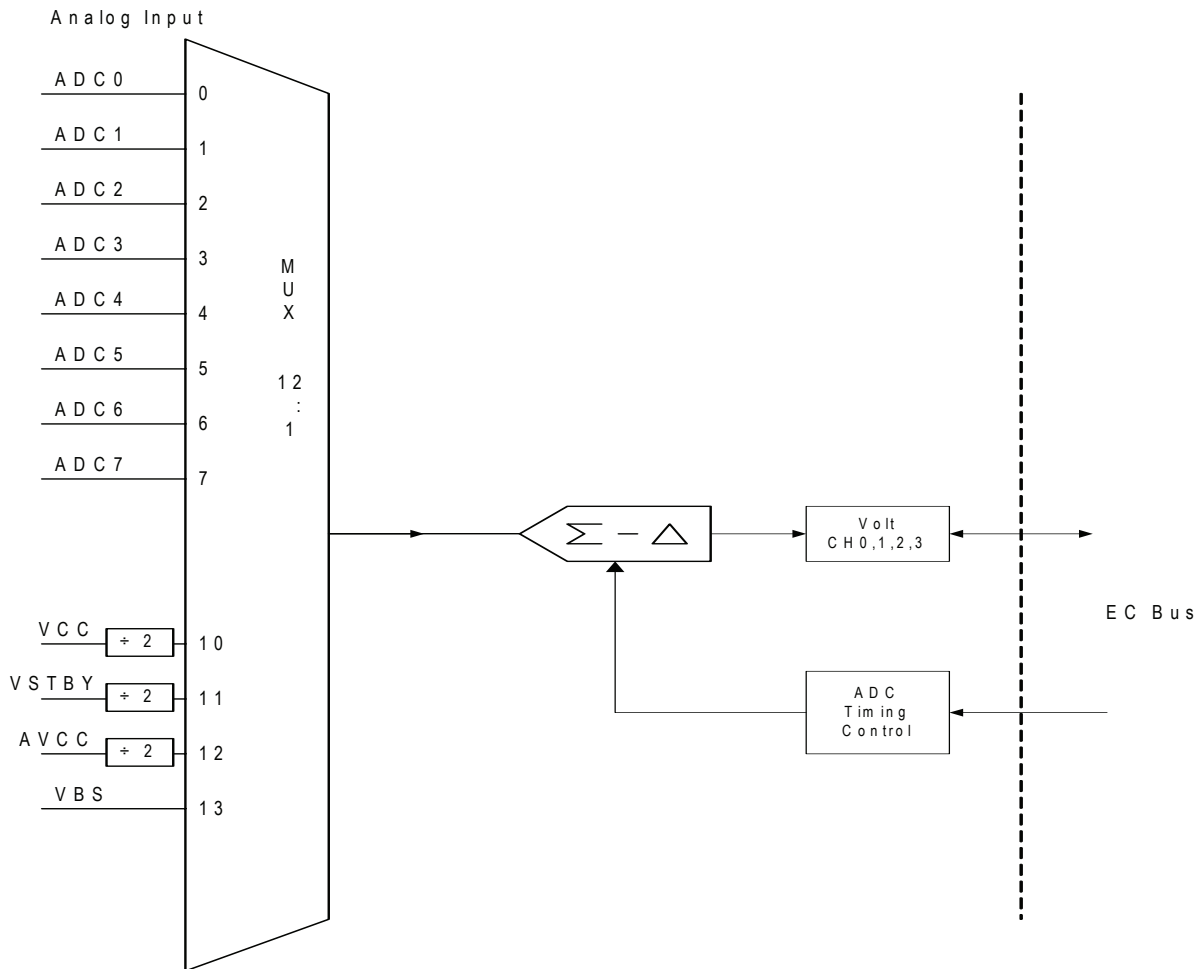 Analog Input
ADC0
0
ADC1
1
ADC2
2
ADC3
3
ADC4
4
ADC5
5
ADC6
6
ADC7
7
M
U
X
12
:
1
Σ - Δ
Volt
CH0,1,2,3
EC Bus
VCC
÷ 2
10
VSTBY
÷ 2
11
AVCC
÷ 2
12
VBS
13
ADC
Timing
Control